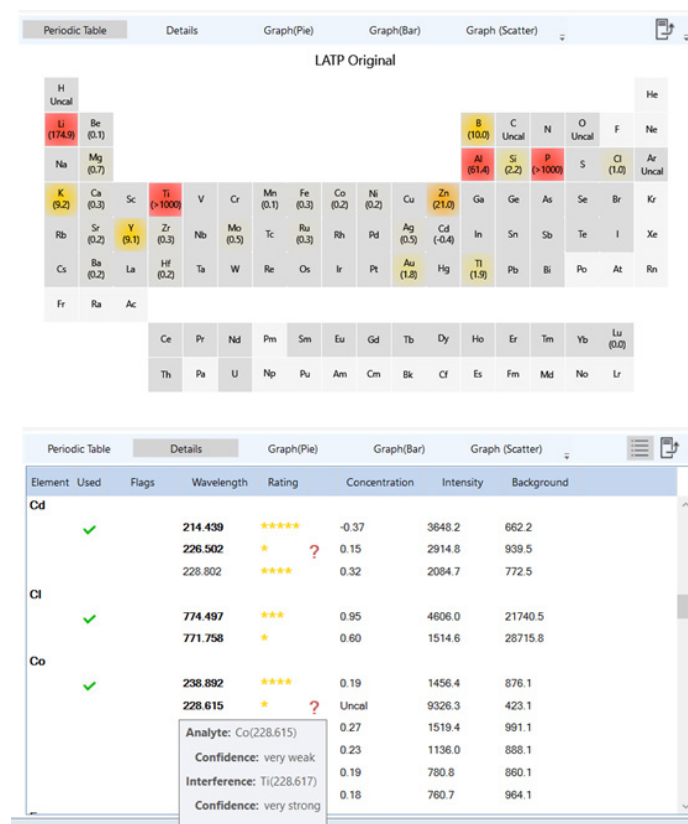 Periodic Table Details Graph(Pie) Graph(Bar) Graph (Scatter)
LATP Original
H He
Uncal
Li Be B C N O F Ne
(174.9) (0.1) (10.0) Uncal Uncal
Na Mg Al Si P S Cl Ar
(0.7) (61.4) (2.2) (>1000) (1.0) Uncal
K Ca Sc Ti V Cr Mn Fe Co Ni Cu Zn Ga Ge As Se Br Kr
(9.2) (0.3) (>1000) (0.1) (0.3) (0.2) (0.2) (21.0)
Rb Sr Y Zr Nb Mo Tc Ru Rh Pd Ag Cd In Sn Sb Te I Xe
(0.2) (9.1) (0.3) (0.5) (0.3) (0.5) (-0.4)
Cs Ba La Hf Ta W Re Os Ir Pt Au Hg Tl Pb Bi Po At Rn
(0.2) (0.2) (1.8) (1.9)
Fr Ra Ac
Ce Pr Nd Pm Sm Eu Gd Tb Dy Ho Er Tm Yb Lu
(0.0)
Th Pa U Np Pu Am Cm Bk Cf Es Fm Md No Lr
Periodic Table Details Graph(Pie) Graph(Bar) Graph (Scatter)
Element Used Flags Wavelength Rating Concentration Intensity Background
Cd
✓ 214.439 ***** -0.37 3648.2 662.2
226.502 * ? 0.15 2914.8 939.5
228.802 **** 0.32 2084.7 772.5
Cl
✓ 774.497 *** 0.95 4606.0 21740.5
771.758 * 0.60 1514.6 28715.8
Co
✓ 238.892 **** 0.19 1456.4 876.1
228.615 * ? Uncal 9326.3 423.1
Analyte: Co(228.615) 0.27 1519.4 991.1
Confidence: very weak 0.23 1136.0 888.1
Interference: Ti(228.617) 0.19 780.8 860.1
Confidence: very strong 0.18 760.7 964.1